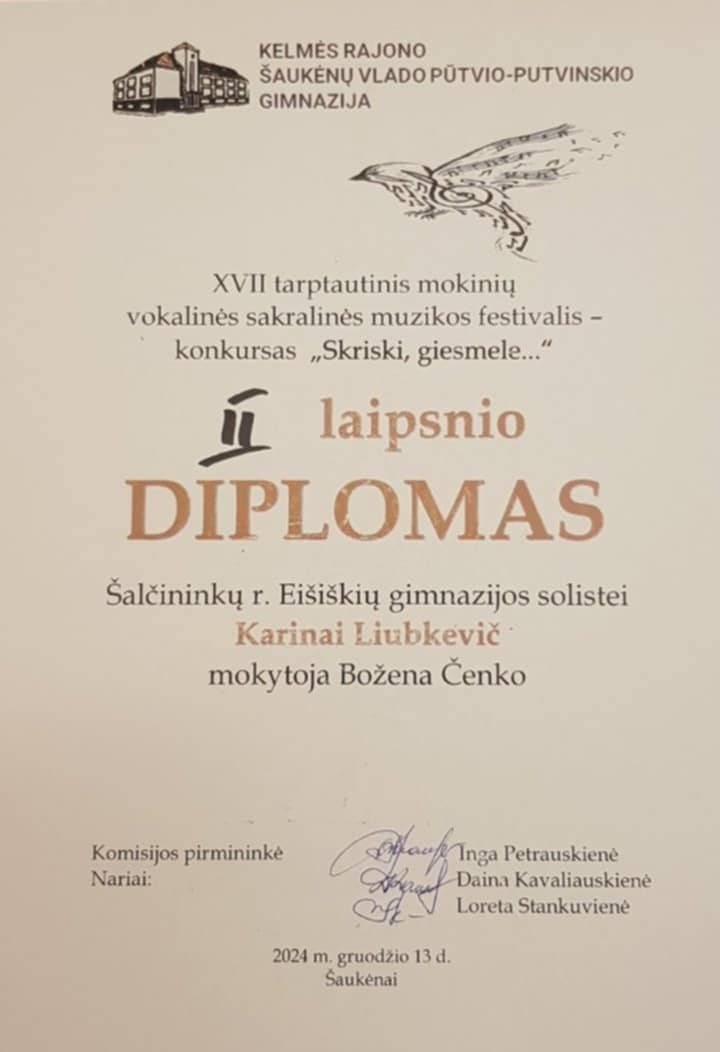 KELMĖS RAJONO
ŠAUKĖNŲ VLADO PŪTVIO-PUTVINSKIO
GIMNAZIJA
XVII tarptautinis mokinių
vokalinės sakralinės muzikos festivalis –
konkursas „Skriski, giesmele...“
II laipsnio
DIPLOMAS
Šalčininkų r. Eišiškių gimnazijos solistei
Karinai Liubkevič
mokytoja Božena Čenko
Komisijos pirmininkė Inga Petrauskienė
Nariai: Daina Kavaliauskienė
Loreta Stankuvienė
2024 m. gruodžio 13 d.
Šaukėnai